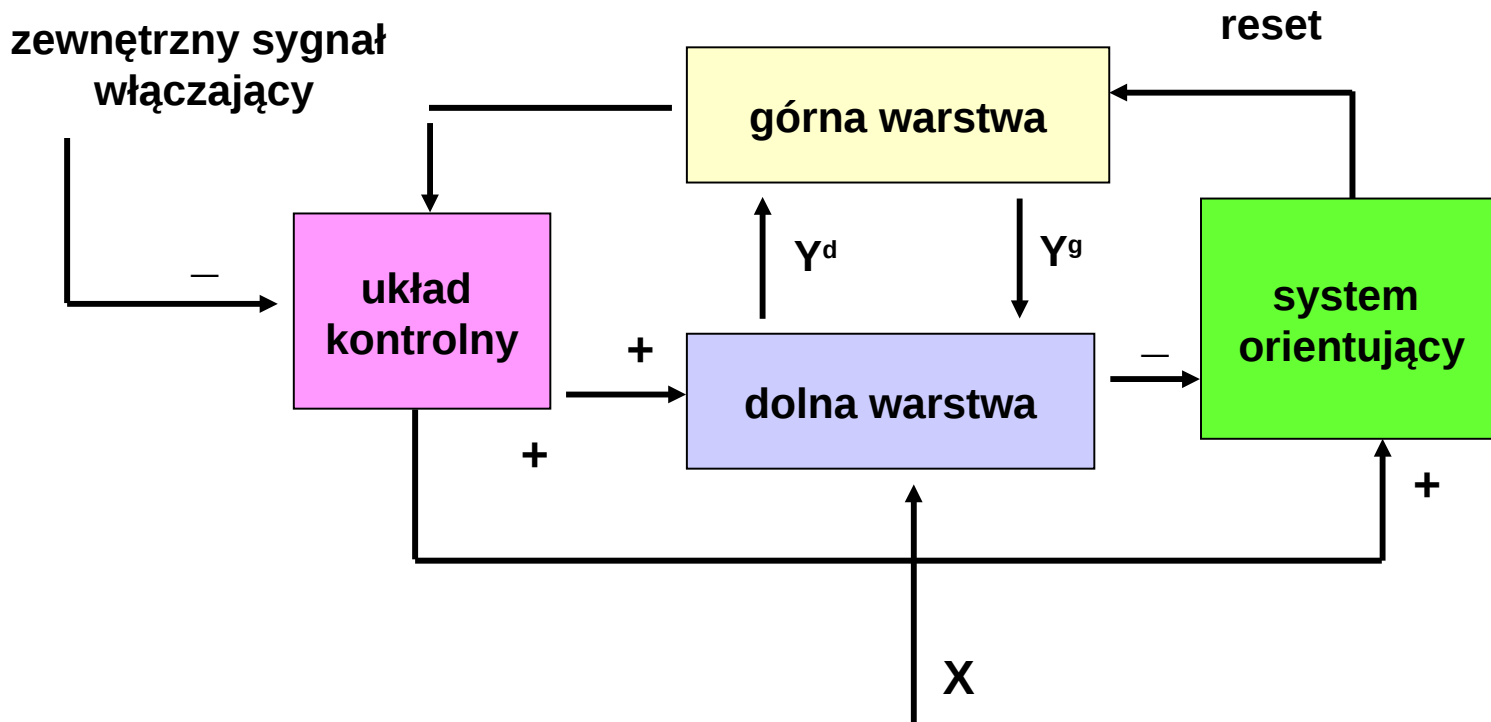 zewnętrzny sygnał
włączający
reset
górna warstwa
_
Yᵈ
Yᵍ
układ
kontrolny
system
orientujący
+
_
dolna warstwa
+
+
X